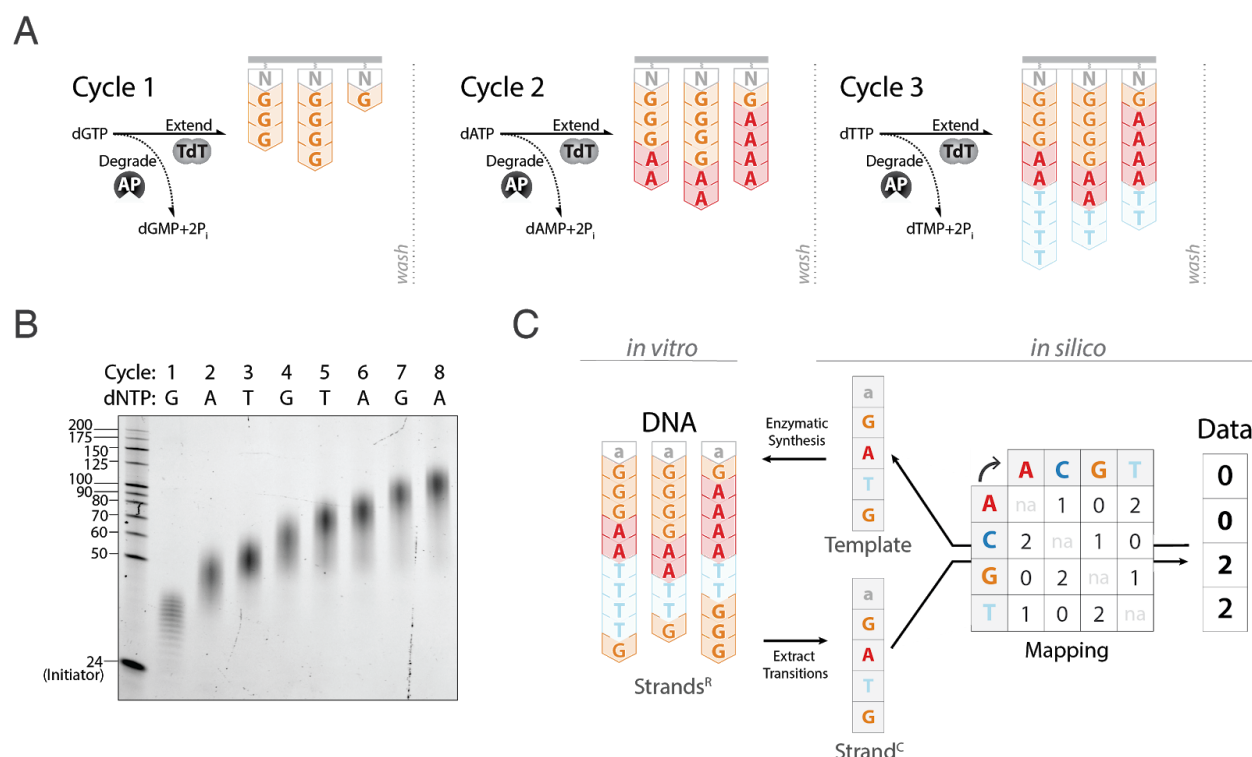 A
Cycle 1
dGTP
Extend
TdT
Degrade
AP
dGMP+2Pi
N N N
G G G
G G
G G
G
wash
Cycle 2
dATP
Extend
TdT
Degrade
AP
dAMP+2Pi
N N N
G G G
G G A
G G A
A G A
A A A
A
wash
Cycle 3
dTTP
Extend
TdT
Degrade
AP
dTMP+2Pi
N N N
G G G
G G A
G G A
A G A
A A A
T A T
T T T
T T
T
wash
B
Cycle: 1 2 3 4 5 6 7 8
dNTP: G A T G T A G A
200
175
150
125
100
90
80
70
60
50
24
(Initiator)
C
in vitro
in silico
DNA
a a a
G G G
G G A
G G A
A G A
A A A
T A T
T T T
T T G
T G G
G G
Strandsᴿ
Enzymatic
Synthesis
Extract
Transitions
a
G
A
T
G
Template
a
G
A
T
G
Strandᶜ
A C G T
A na 1 0 2
C 2 na 1 0
G 0 2 na 1
T 1 0 2 na
Mapping
Data
0
0
2
2